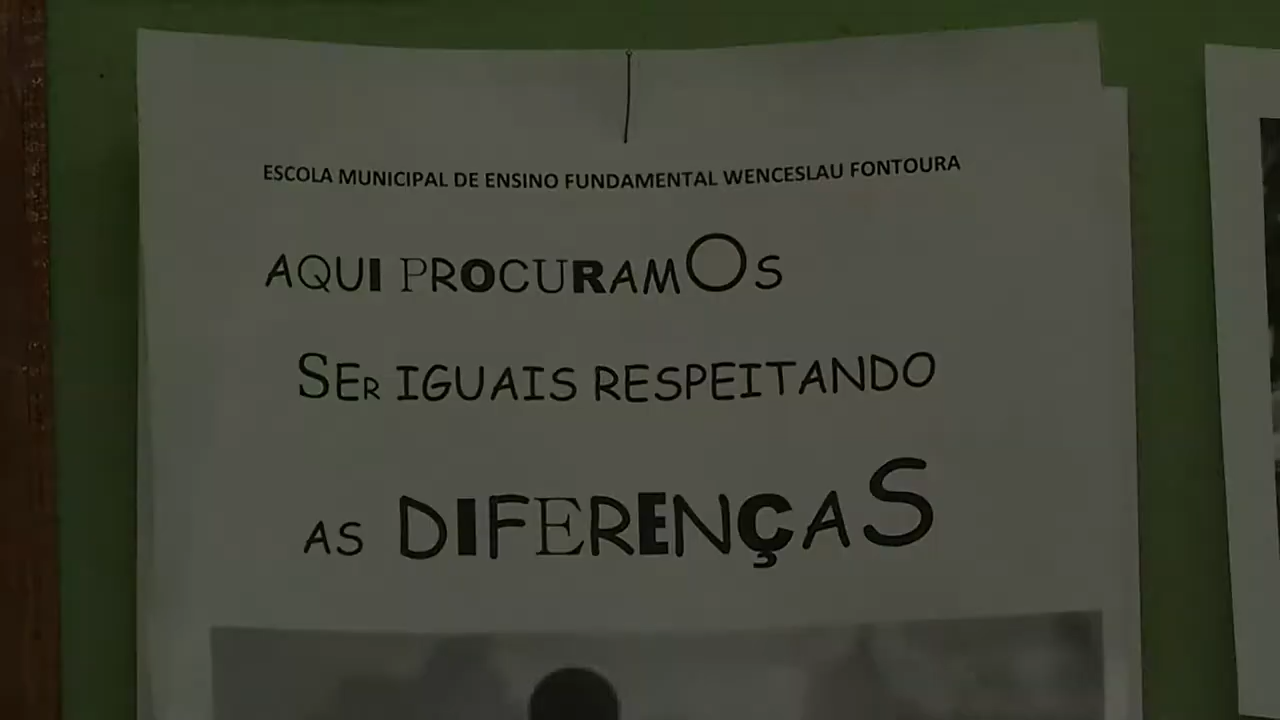 ESCOLA MUNICIPAL DE ENSINO FUNDAMENTAL WENCESLAU FONTOURA
AQUI PROCURAMOS
SER IGUAIS RESPEITANDO
AS DIFERENÇAS